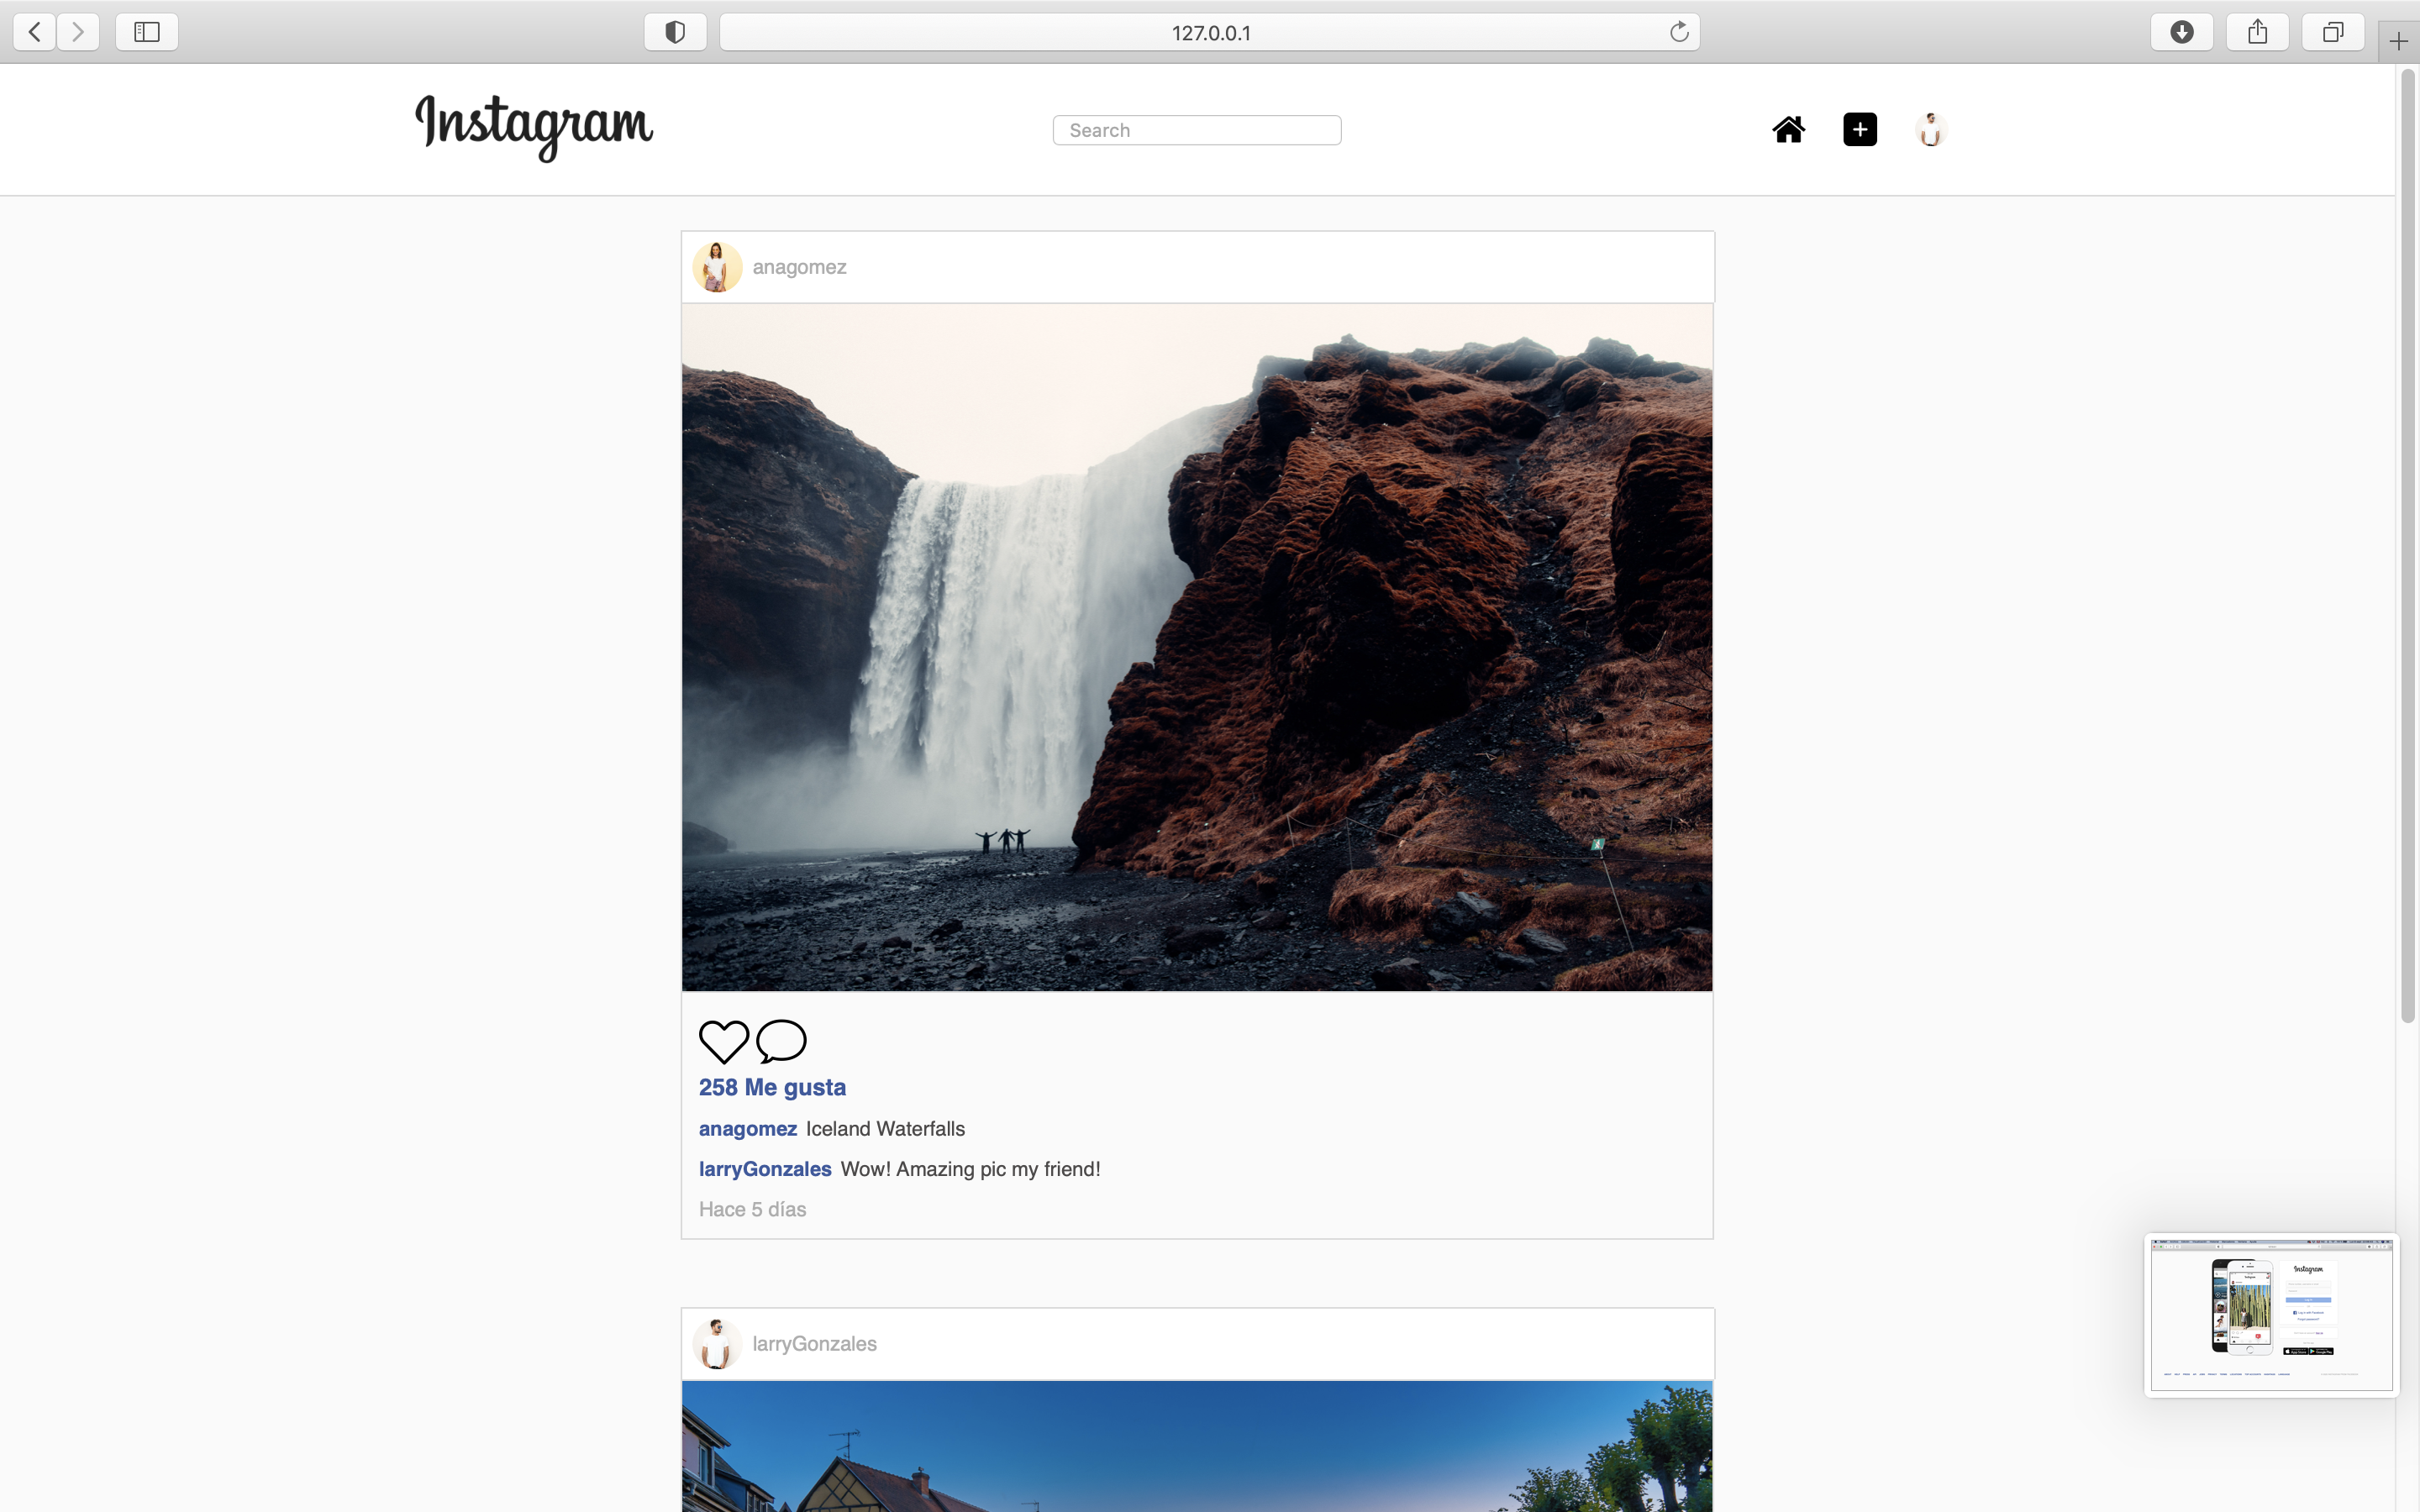 127.0.0.1
Instagram
Search
anagomez
258 Me gusta
anagomez Iceland Waterfalls
larryGonzales Wow! Amazing pic my friend!
Hace 5 días
larryGonzales
Instagram